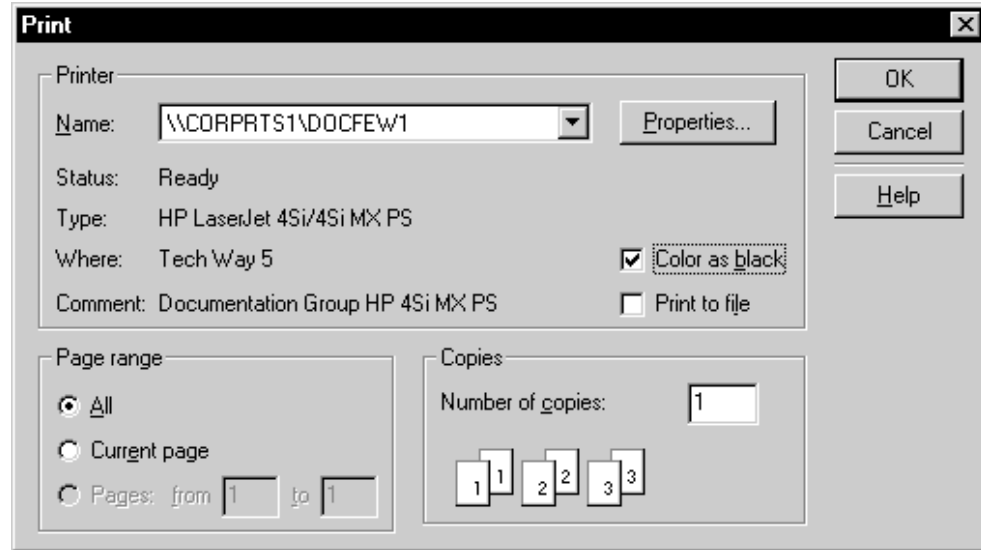 Print
Printer
Name: \\CORPRTS1\DOCFEW1 Properties...
Status: Ready
Type: HP LaserJet 4Si/4Si MX PS
Where: Tech Way 5 Color as black
Comment: Documentation Group HP 4Si MX PS Print to file
OK
Cancel
Help
Page range
All
Current page
Pages: from 1 to 1
Copies
Number of copies: 1
1 1 2 2 3 3